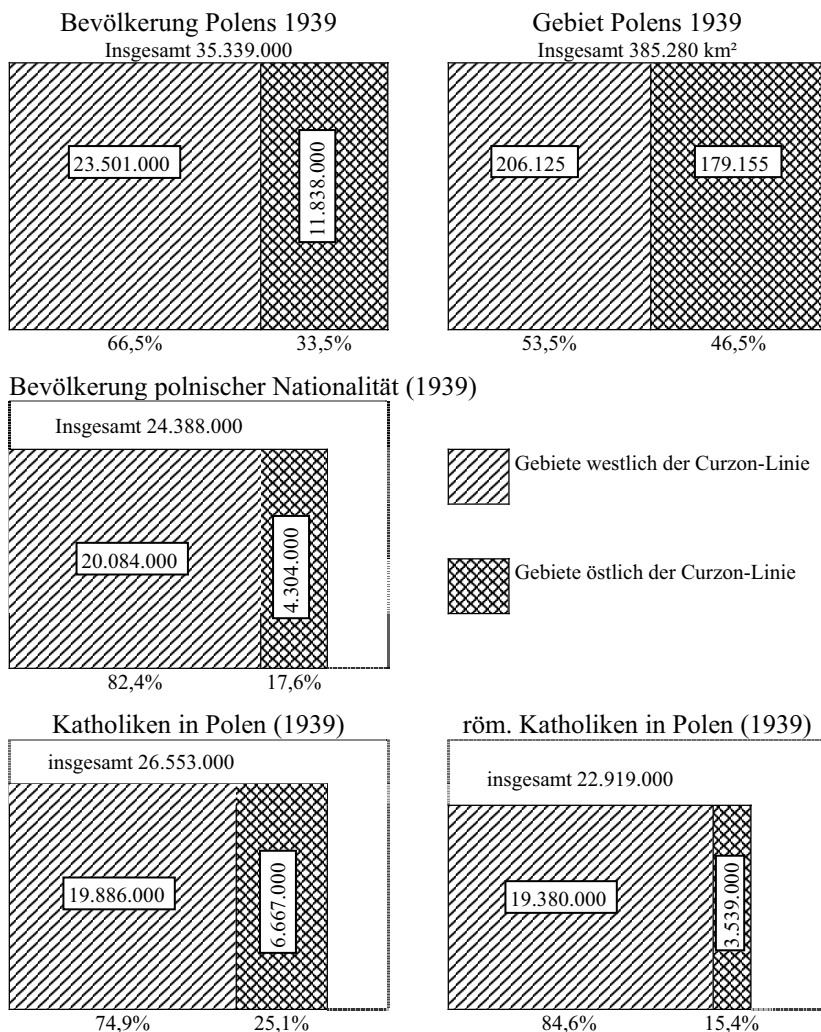 Bevölkerung Polens 1939
Insgesamt 35.339.000
23.501.000
11.838.000
66,5%
33,5%
Gebiet Polens 1939
Insgesamt 385.280 km²
206.125
179.155
53,5%
46,5%
Bevölkerung polnischer Nationalität (1939)
Insgesamt 24.388.000
20.084.000
4.304.000
82,4%
17,6%
Gebiete westlich der Curzon-Linie
Gebiete östlich der Curzon-Linie
Katholiken in Polen (1939)
insgesamt 26.553.000
19.886.000
6.667.000
74,9%
25,1%
röm. Katholiken in Polen (1939)
insgesamt 22.919.000
19.380.000
3.539.000
84,6%
15,4%